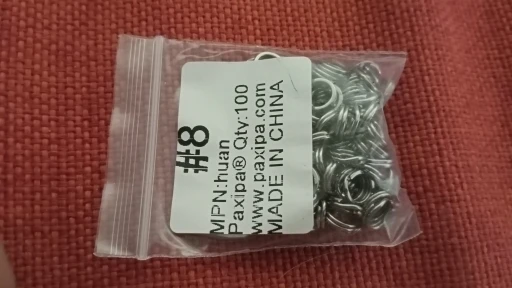 #8
MPN:huan
Paxipa® Qty:100
www.paxipa.com
MADE IN CHINA